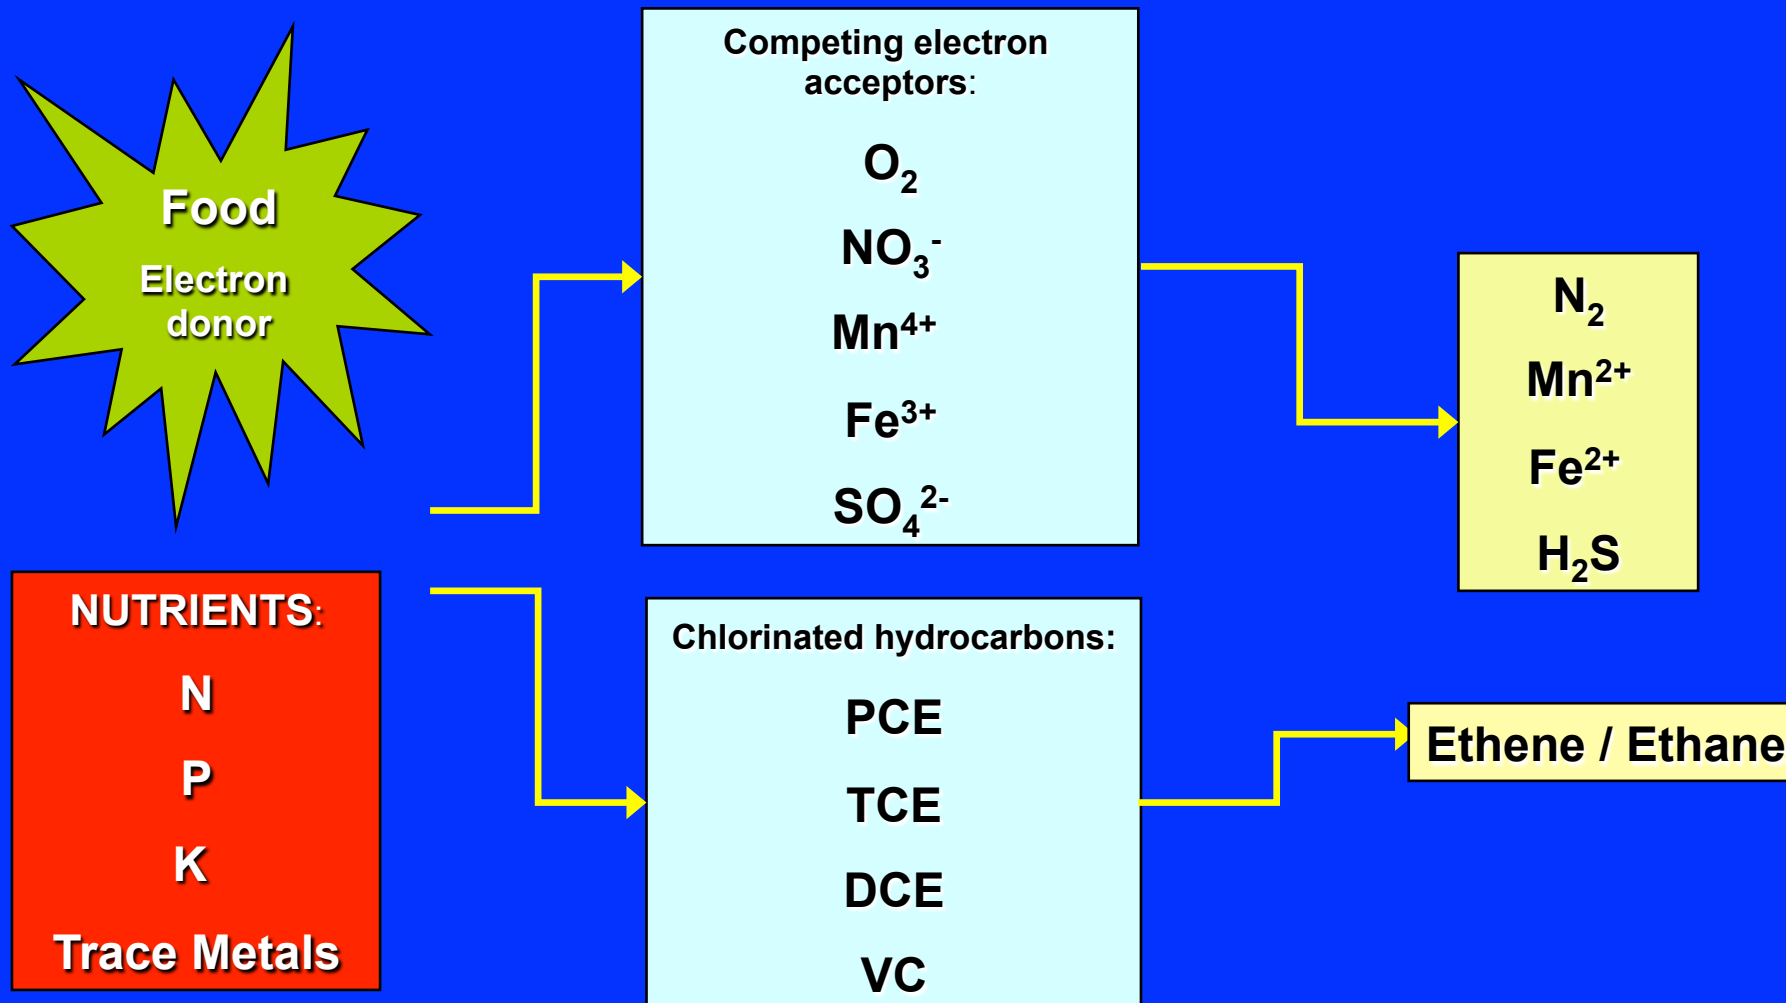 Food
Electron
donor
NUTRIENTS:
N
P
K
Trace Metals
Competing electron
acceptors:
O₂
NO₃⁻
Mn⁴⁺
Fe³⁺
SO₄²⁻
Chlorinated hydrocarbons:
PCE
TCE
DCE
VC
N₂
Mn²⁺
Fe²⁺
H₂S
Ethene / Ethane